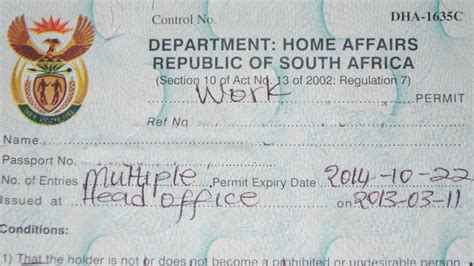 Control No. DHA-1635C
DEPARTMENT: HOME AFFAIRS
REPUBLIC OF SOUTH AFRICA
(Section 10 of Act No. 13 of 2002: Regulation 7)
Work PERMIT
Ref No
Name
Passport No.
No. of Entries Multiple Permit Expiry Date 2014-10-22
issued at Head office on 2013-03-11
Conditions:
1) That the holder is not or does not become a prohibited or undesirable person